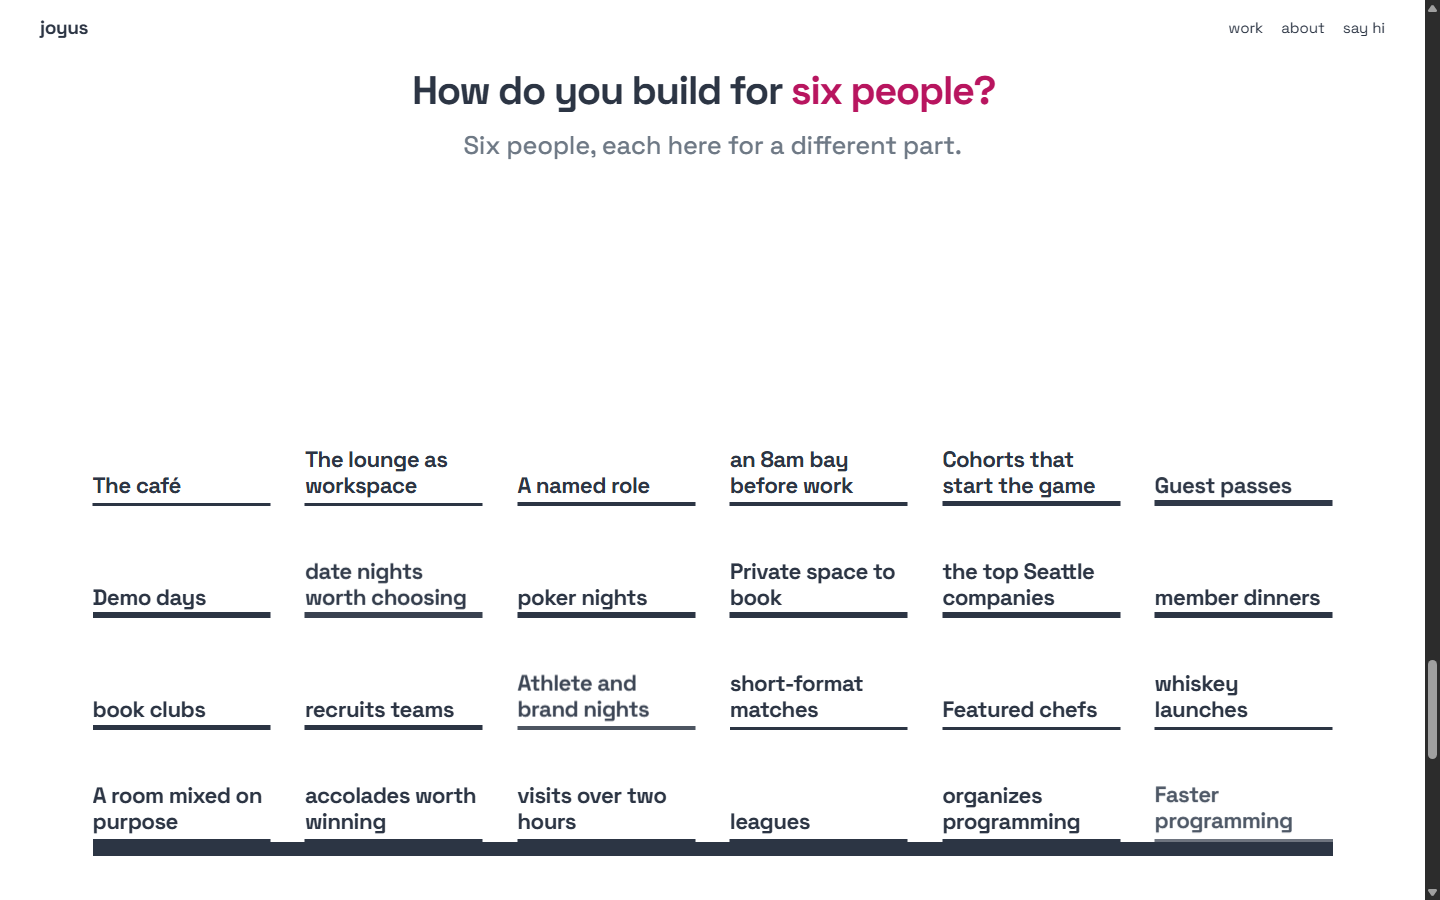 joyus
work about say hi
How do you build for six people?
Six people, each here for a different part.
The café
The lounge as
workspace
A named role
an 8am bay
before work
Cohorts that
start the game
Guest passes
Demo days
date nights
worth choosing
poker nights
Private space to
book
the top Seattle
companies
member dinners
book clubs
recruits teams
Athlete and
brand nights
short-format
matches
Featured chefs
whiskey
launches
A room mixed on
purpose
accolades worth
winning
visits over two
hours
leagues
organizes
programming
Faster
programming